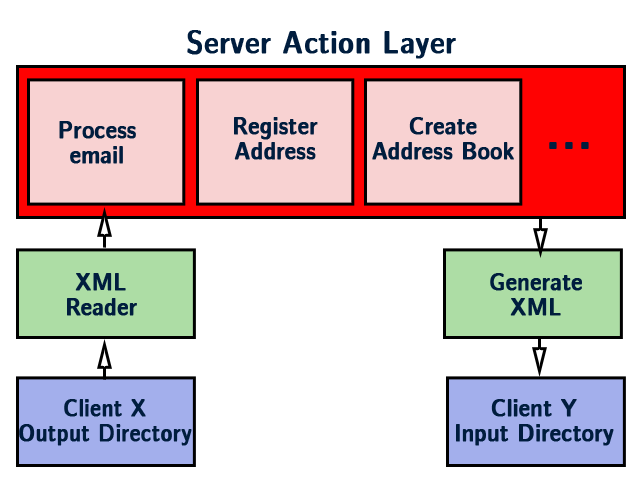 Server Action Layer
Process
email
Register
Address
Create
Address Book
...
XML
Reader
Generate
XML
Client X
Output Directory
Client Y
Input Directory